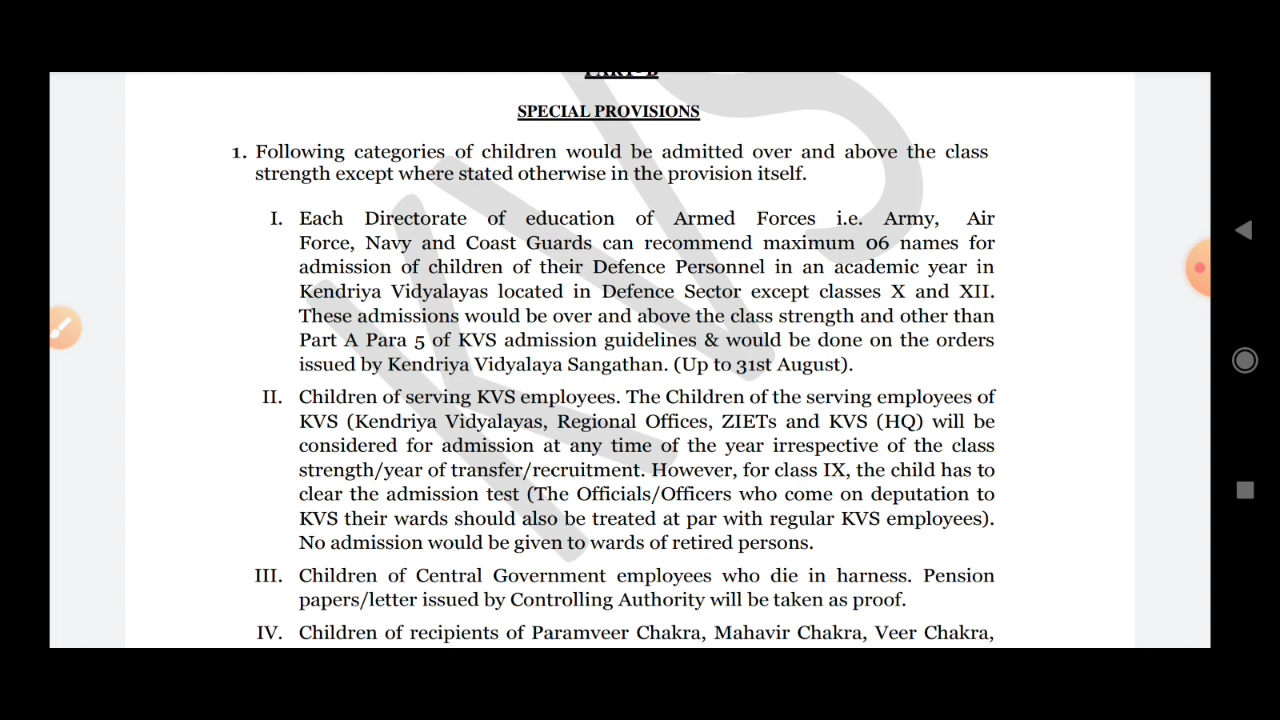 SPECIAL PROVISIONS
1. Following categories of children would be admitted over and above the class
strength except where stated otherwise in the provision itself.
I. Each Directorate of education of Armed Forces i.e. Army, Air
Force, Navy and Coast Guards can recommend maximum 06 names for
admission of children of their Defence Personnel in an academic year in
Kendriya Vidyalayas located in Defence Sector except classes X and XII.
These admissions would be over and above the class strength and other than
Part A Para 5 of KVS admission guidelines & would be done on the orders
issued by Kendriya Vidyalaya Sangathan. (Up to 31st August).
II. Children of serving KVS employees. The Children of the serving employees of
KVS (Kendriya Vidyalayas, Regional Offices, ZIETs and KVS (HQ) will be
considered for admission at any time of the year irrespective of the class
strength/year of transfer/recruitment. However, for class IX, the child has to
clear the admission test (The Officials/Officers who come on deputation to
KVS their wards should also be treated at par with regular KVS employees).
No admission would be given to wards of retired persons.
III. Children of Central Government employees who die in harness. Pension
papers/letter issued by Controlling Authority will be taken as proof.
IV. Children of recipients of Paramveer Chakra, Mahavir Chakra, Veer Chakra,
KVS